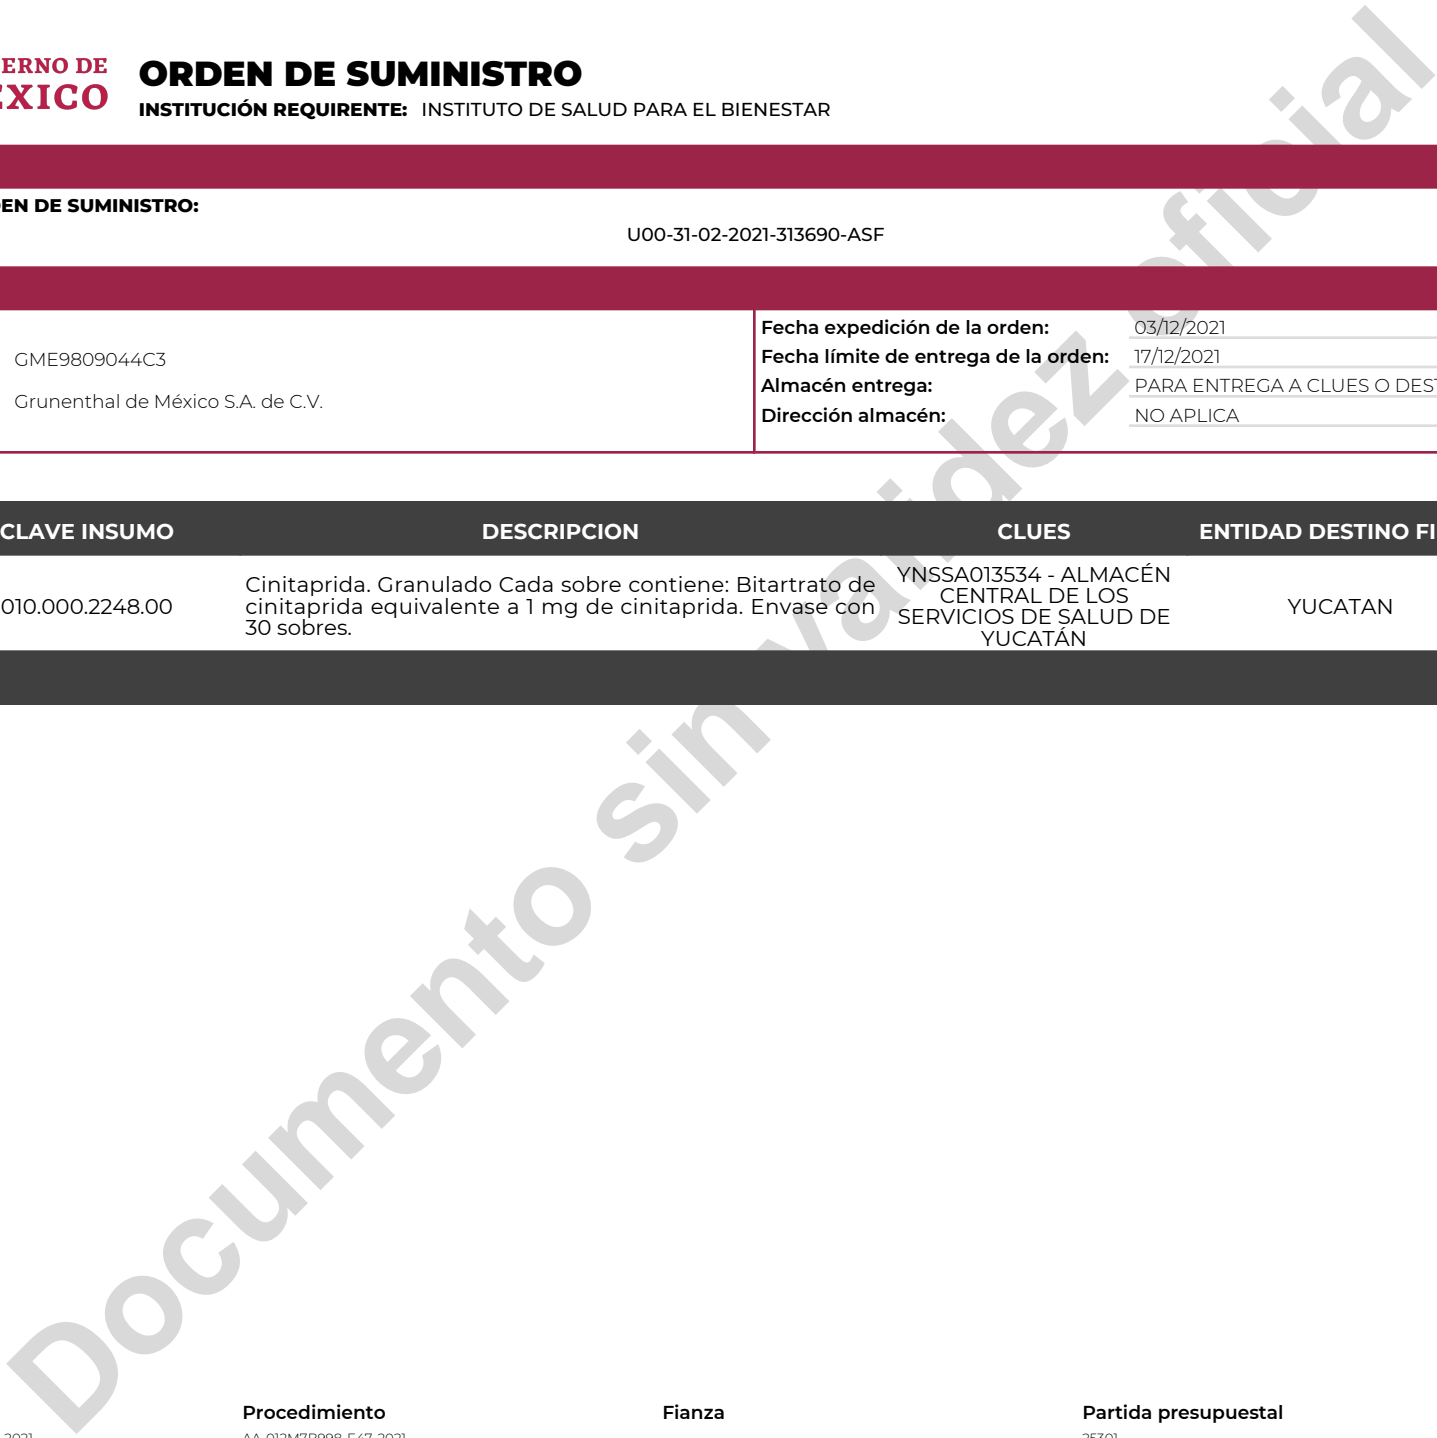 ERNO DE
ÉXICO
ORDEN DE SUMINISTRO
INSTITUCIÓN REQUIRENTE: INSTITUTO DE SALUD PARA EL BIENESTAR
EN DE SUMINISTRO:
U00-31-02-2021-313690-ASF
GME9809044C3
Grunenthal de México S.A. de C.V.
Fecha expedición de la orden: 03/12/2021
Fecha límite de entrega de la orden: 17/12/2021
Almacén entrega: PARA ENTREGA A CLUES O DEST
Dirección almacén: NO APLICA
CLAVE INSUMO DESCRIPCION CLUES ENTIDAD DESTINO FI
010.000.2248.00
Cinitaprida. Granulado Cada sobre contiene: Bitartrato de
cinitaprida equivalente a 1 mg de cinitaprida. Envase con
30 sobres.
YNSSA013534 - ALMACÉN
CENTRAL DE LOS
SERVICIOS DE SALUD DE
YUCATÁN
YUCATAN
Documento sin validez oficial
Procedimiento Fianza Partida presupuestal